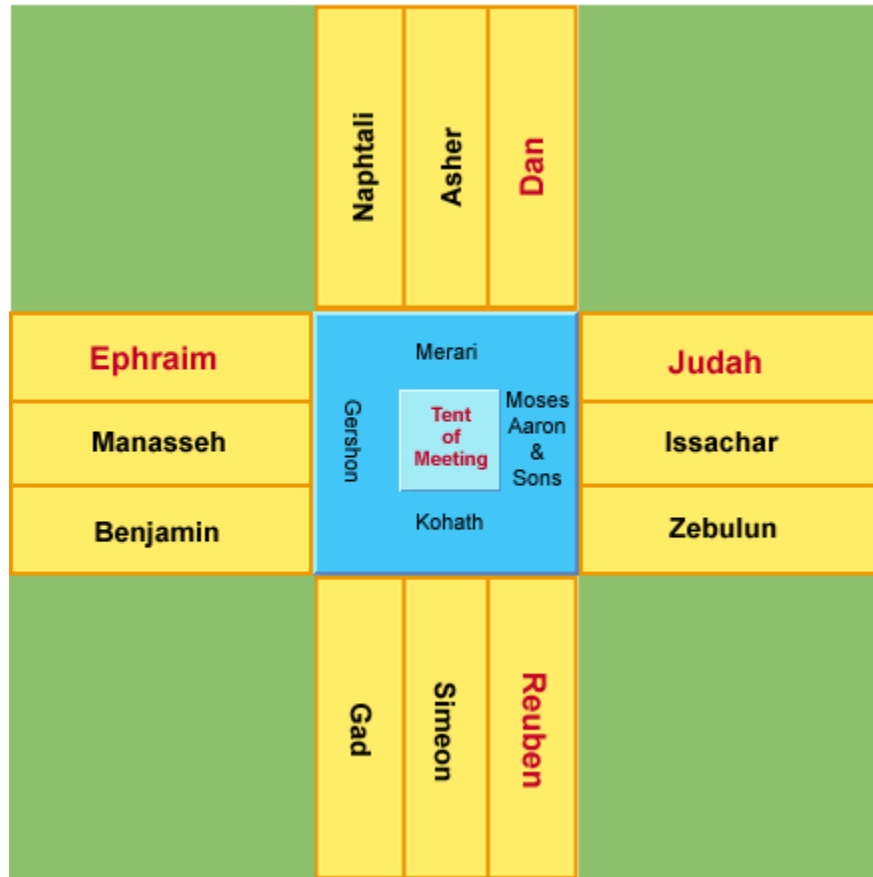 Naphtali
Asher
Dan
Ephraim
Manasseh
Benjamin
Merari
Gershon
Tent
of
Meeting
Moses
Aaron
&
Sons
Kohath
Judah
Issachar
Zebulun
Gad
Simeon
Reuben